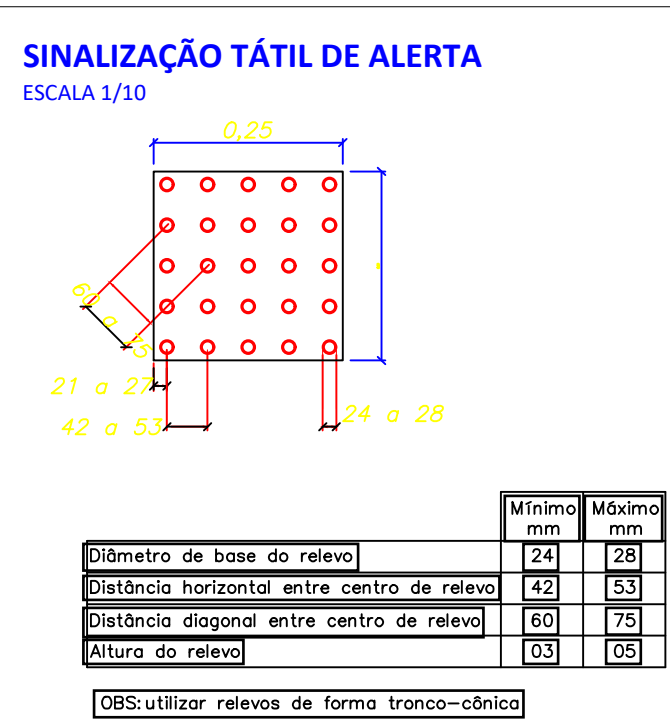 SINALIZAÇÃO TÁTIL DE ALERTA
ESCALA 1/10
0,25
60 a 75
21 a 27
42 a 53
24 a 28
Mínimo Máximo
mm mm
Diâmetro de base do relevo 24 28
Distância horizontal entre centro de relevo 42 53
Distância diagonal entre centro de relevo 60 75
Altura do relevo 03 05
OBS: utilizar relevos de forma tronco-cônica